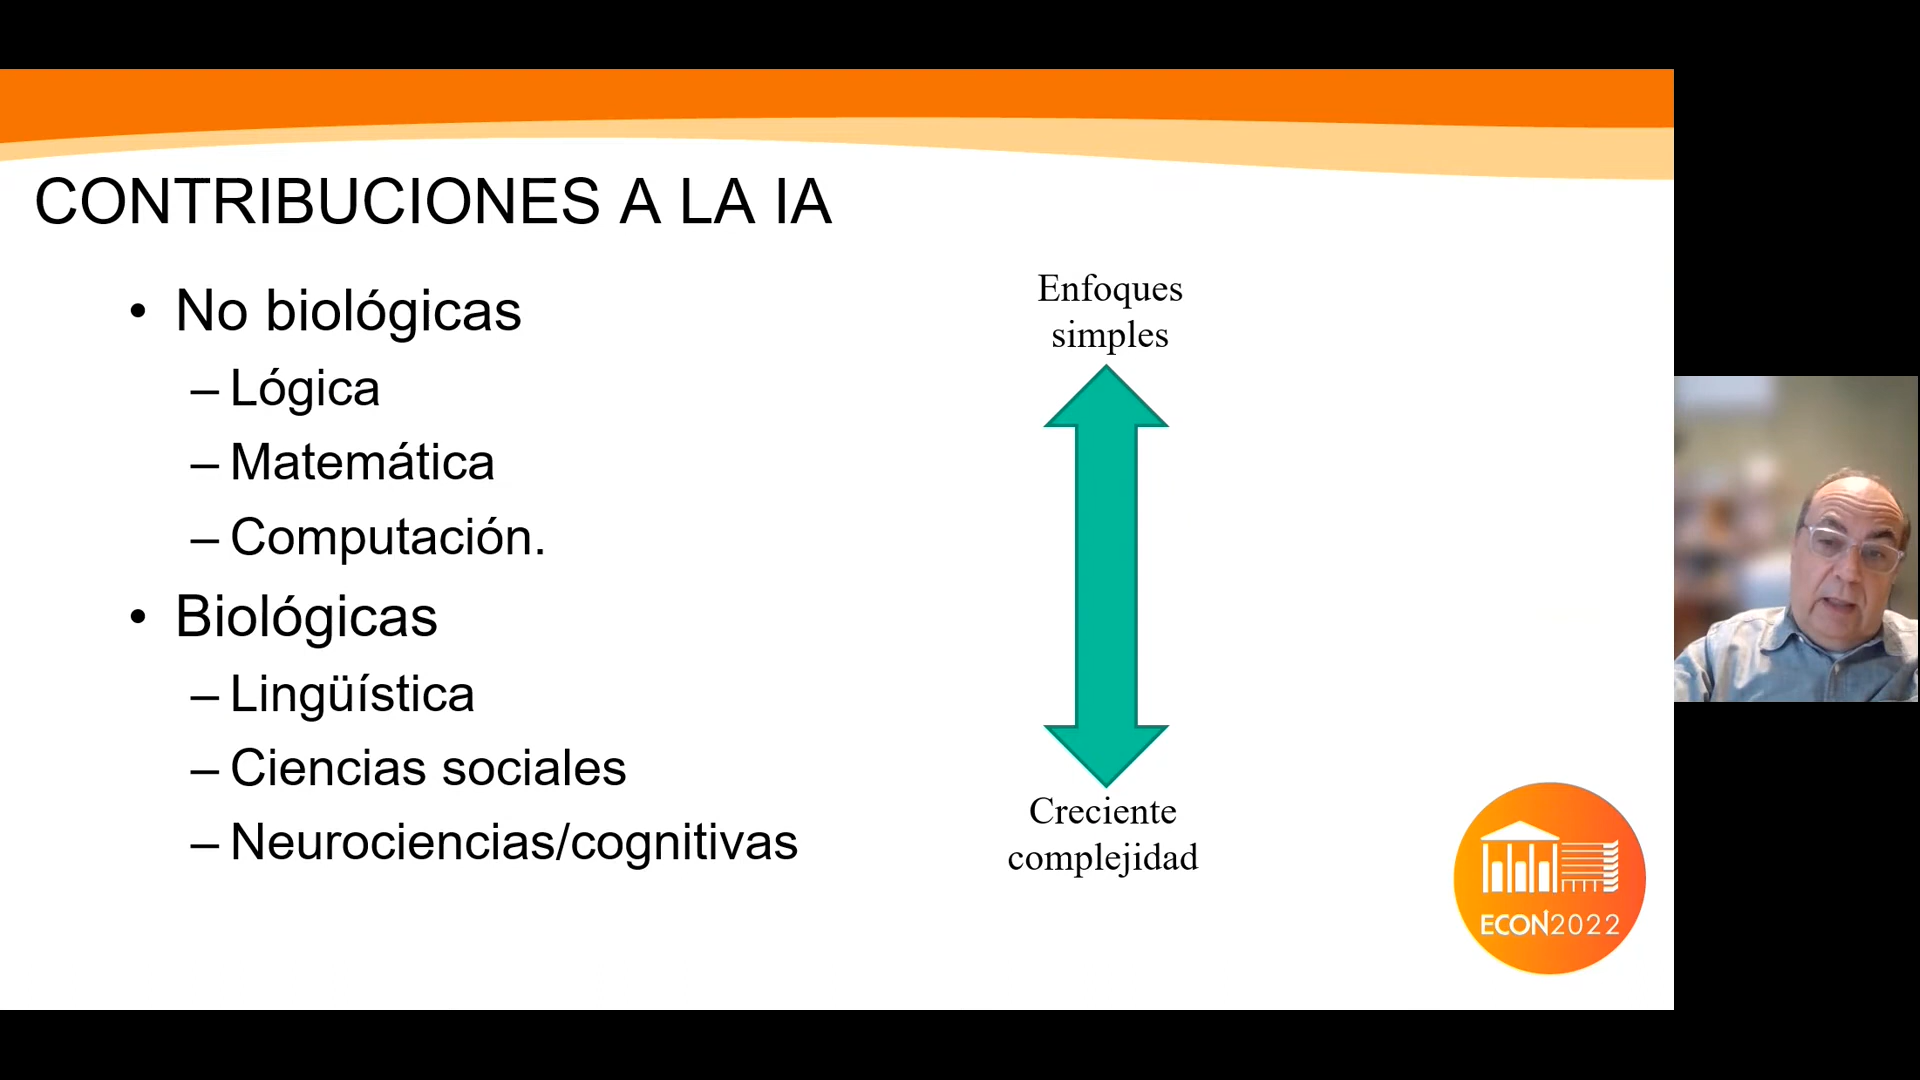 CONTRIBUCIONES A LA IA
• No biológicas
– Lógica
– Matemática
– Computación.
• Biológicas
– Lingüística
– Ciencias sociales
– Neurociencias/cognitivas
Enfoques
simples
Creciente
complejidad
ECON2022